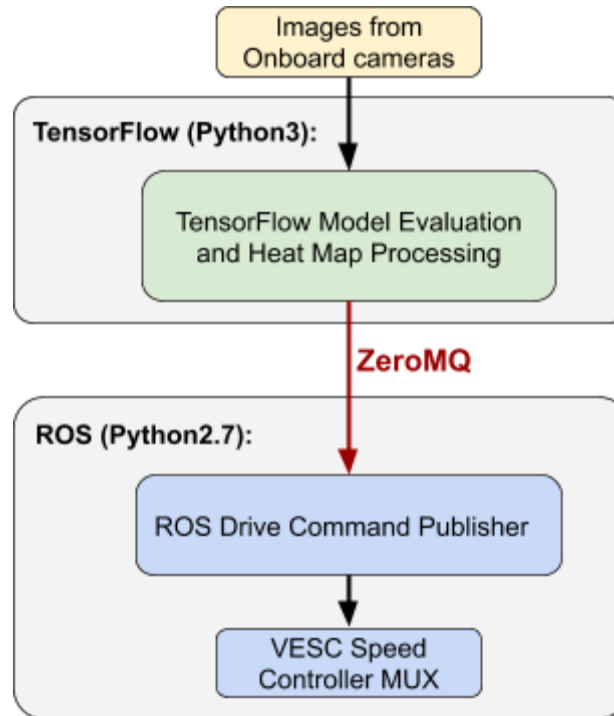 Images from
Onboard cameras
TensorFlow (Python3):
TensorFlow Model Evaluation
and Heat Map Processing
ZeroMQ
ROS (Python2.7):
ROS Drive Command Publisher
VESC Speed
Controller MUX